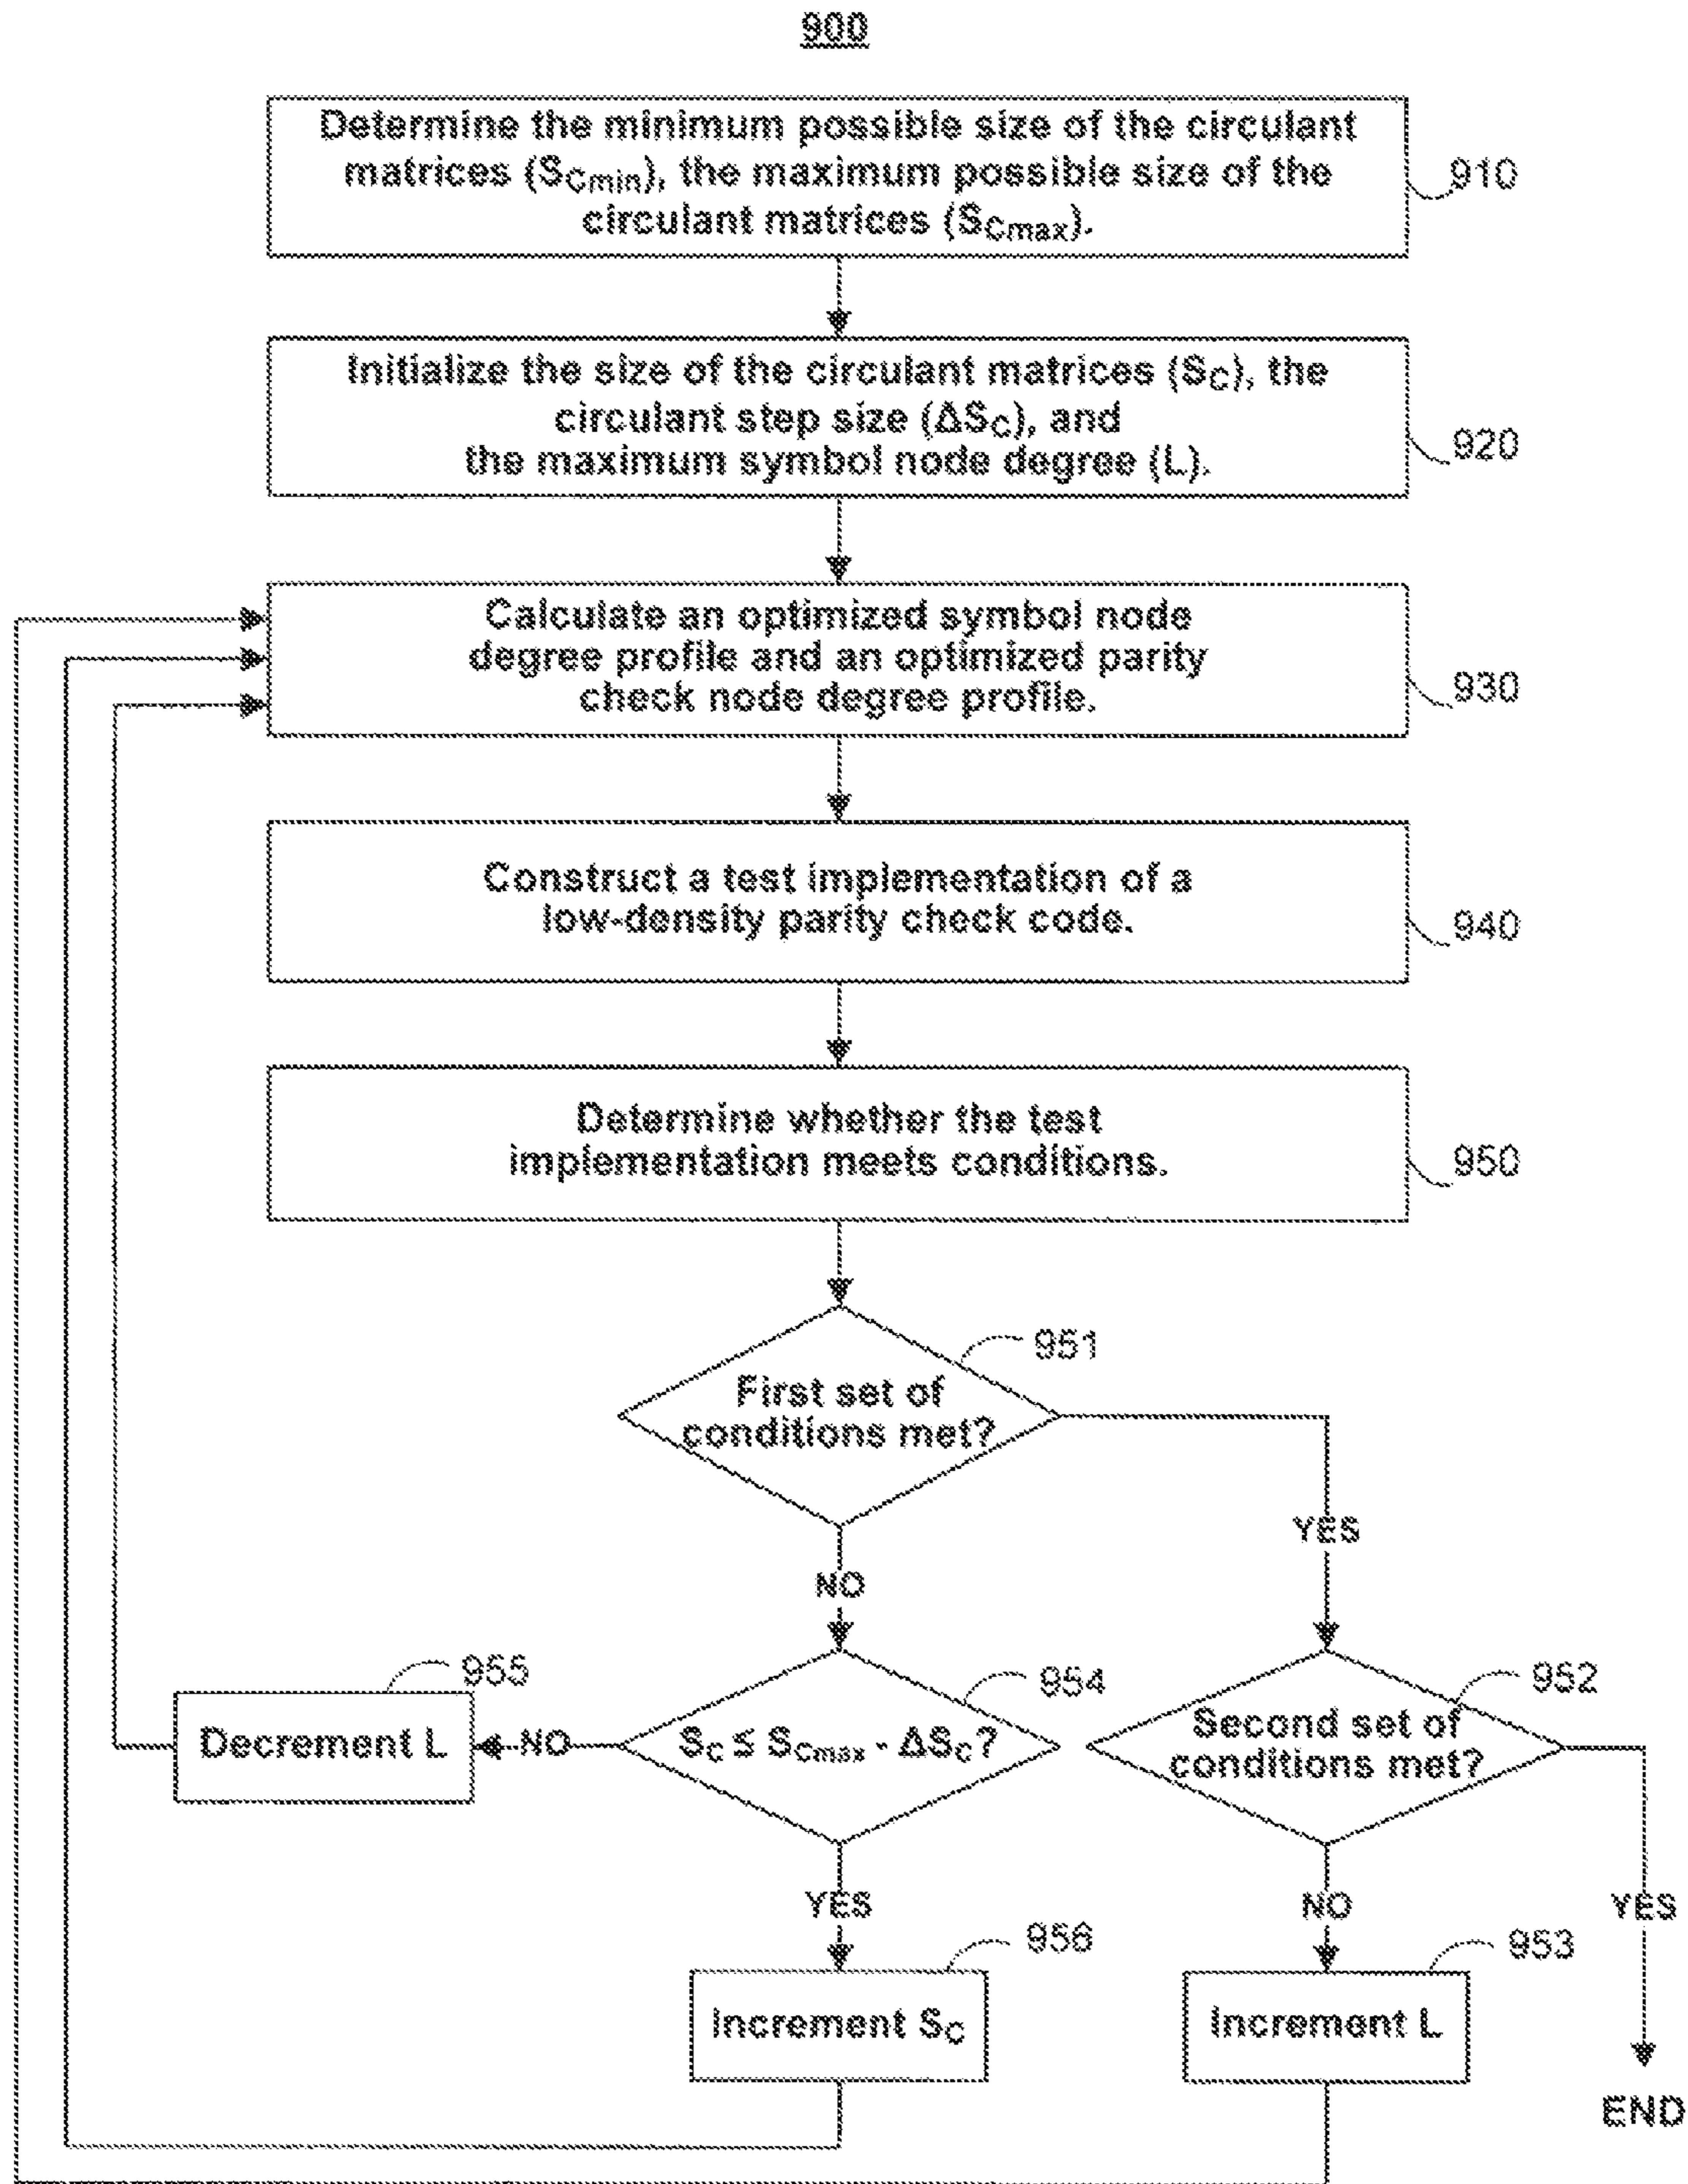 900
Determine the minimum possible size of the circulant
matrices (SCmin), the maximum possible size of the
circulant matrices (SCmax).
910
Initialize the size of the circulant matrices (SC), the
circulant step size (ΔSC), and
the maximum symbol node degree (L).
920
Calculate an optimized symbol node
degree profile and an optimized parity
check node degree profile.
930
Construct a test implementation of a
low-density parity check code.
940
Determine whether the test
implementation meets conditions.
950
951
First set of
conditions met?
YES
NO
955
954
952
Decrement L
NO
SC ≤ SCmax - ΔSC?
Second set of
conditions met?
YES
NO
YES
956
953
Increment SC
Increment L
END